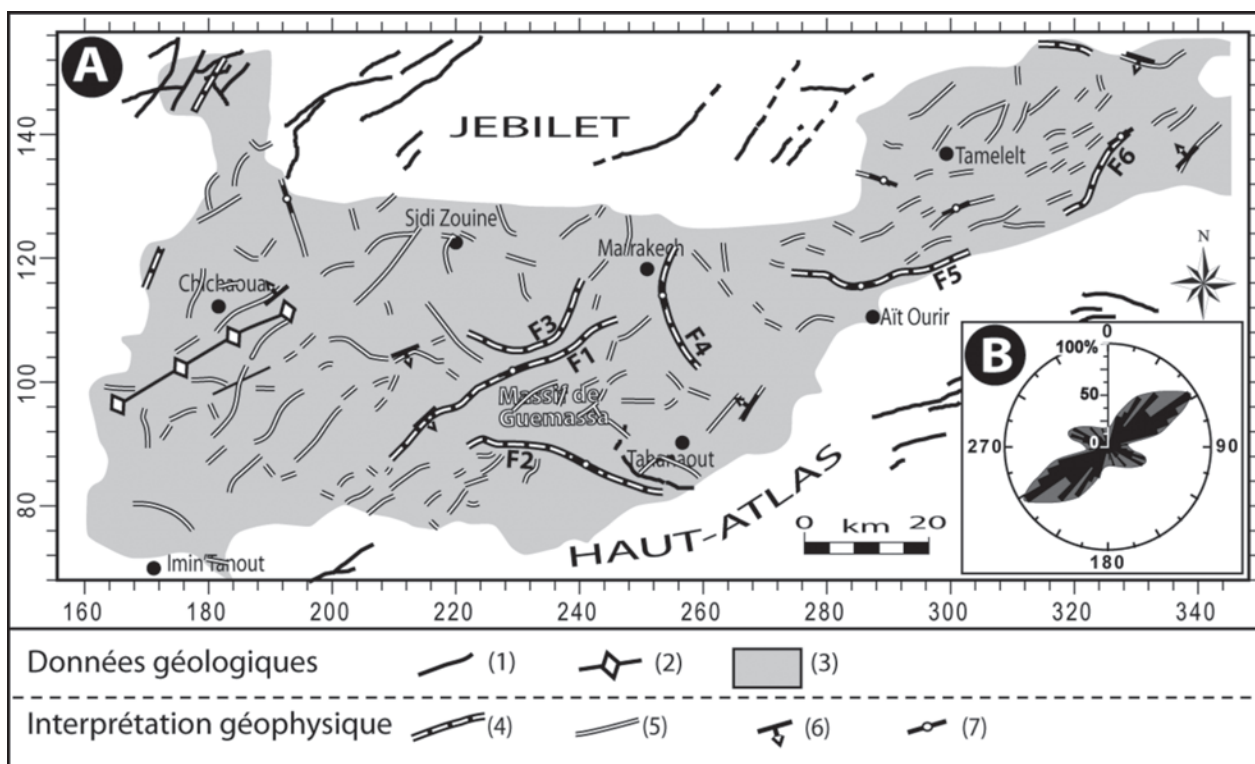 A
JEBILET
Tamelelt
F6
Sidi Zouine
Marrakech
Chichaoua
F5
Aït Ourir
F3
F4
F1
Massif de
Guemassa
F2
Tahanaout
HAUT-ATLAS
Imin Tanout
0 km 20
N
B
0
100%
50
0
270
90
180
140
120
100
80
160 180 200 220 240 260 280 300 320 340
Données géologiques (1) (2) (3)
Interprétation géophysique (4) (5) (6) (7)